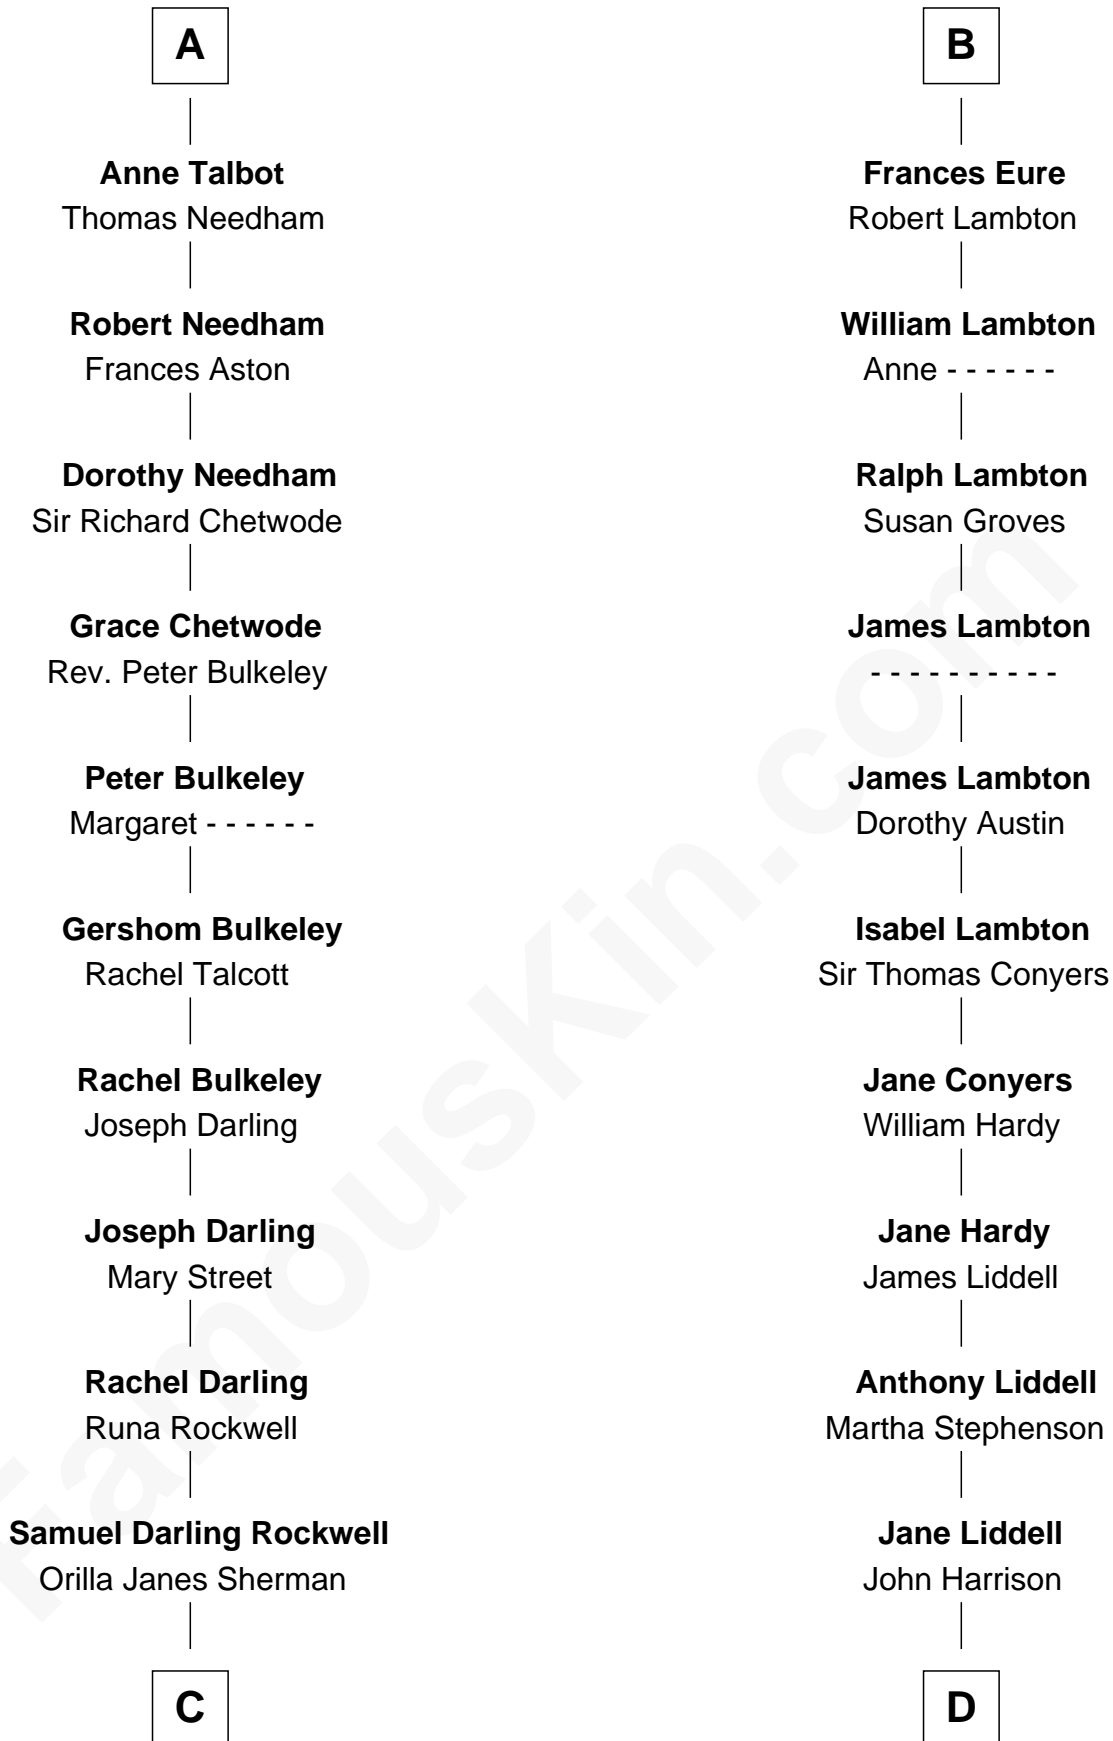 A
Anne Talbot
Thomas Needham
Robert Needham
Frances Aston
Dorothy Needham
Sir Richard Chetwode
Grace Chetwode
Rev. Peter Bulkeley
Peter Bulkeley
Margaret - - - - - -
Gershom Bulkeley
Rachel Talcott
Rachel Bulkeley
Joseph Darling
Joseph Darling
Mary Street
Rachel Darling
Runa Rockwell
Samuel Darling Rockwell
Orilla Janes Sherman
C
B
Frances Eure
Robert Lambton
William Lambton
Anne - - - - - -
Ralph Lambton
Susan Groves
James Lambton
- - - - - - - - - -
James Lambton
Dorothy Austin
Isabel Lambton
Sir Thomas Conyers
Jane Conyers
William Hardy
Jane Hardy
James Liddell
Anthony Liddell
Martha Stephenson
Jane Liddell
John Harrison
D
FamousKin.com